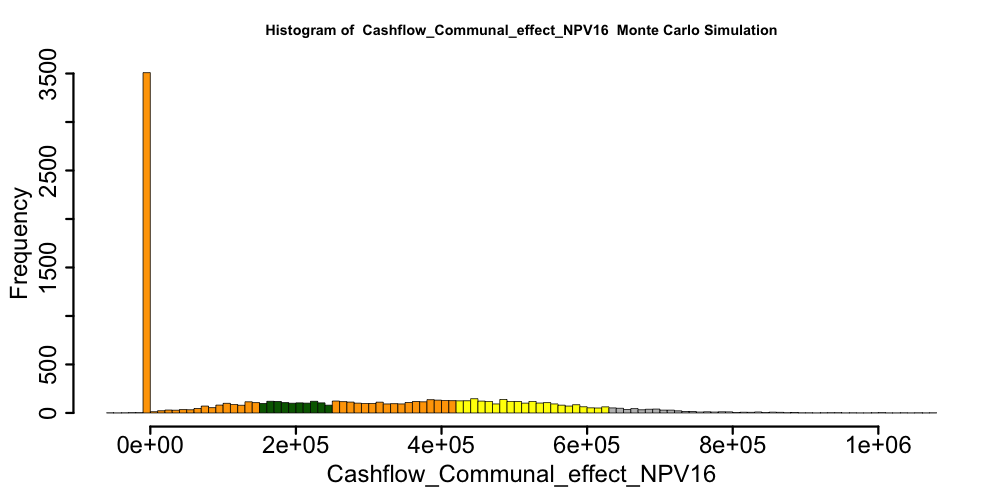 Histogram of  Cashflow_Communal_effect_NPV16  Monte Carlo Simulation
3500
2500
1500
500
0
Frequency
0e+00 2e+05 4e+05 6e+05 8e+05 1e+06
Cashflow_Communal_effect_NPV16